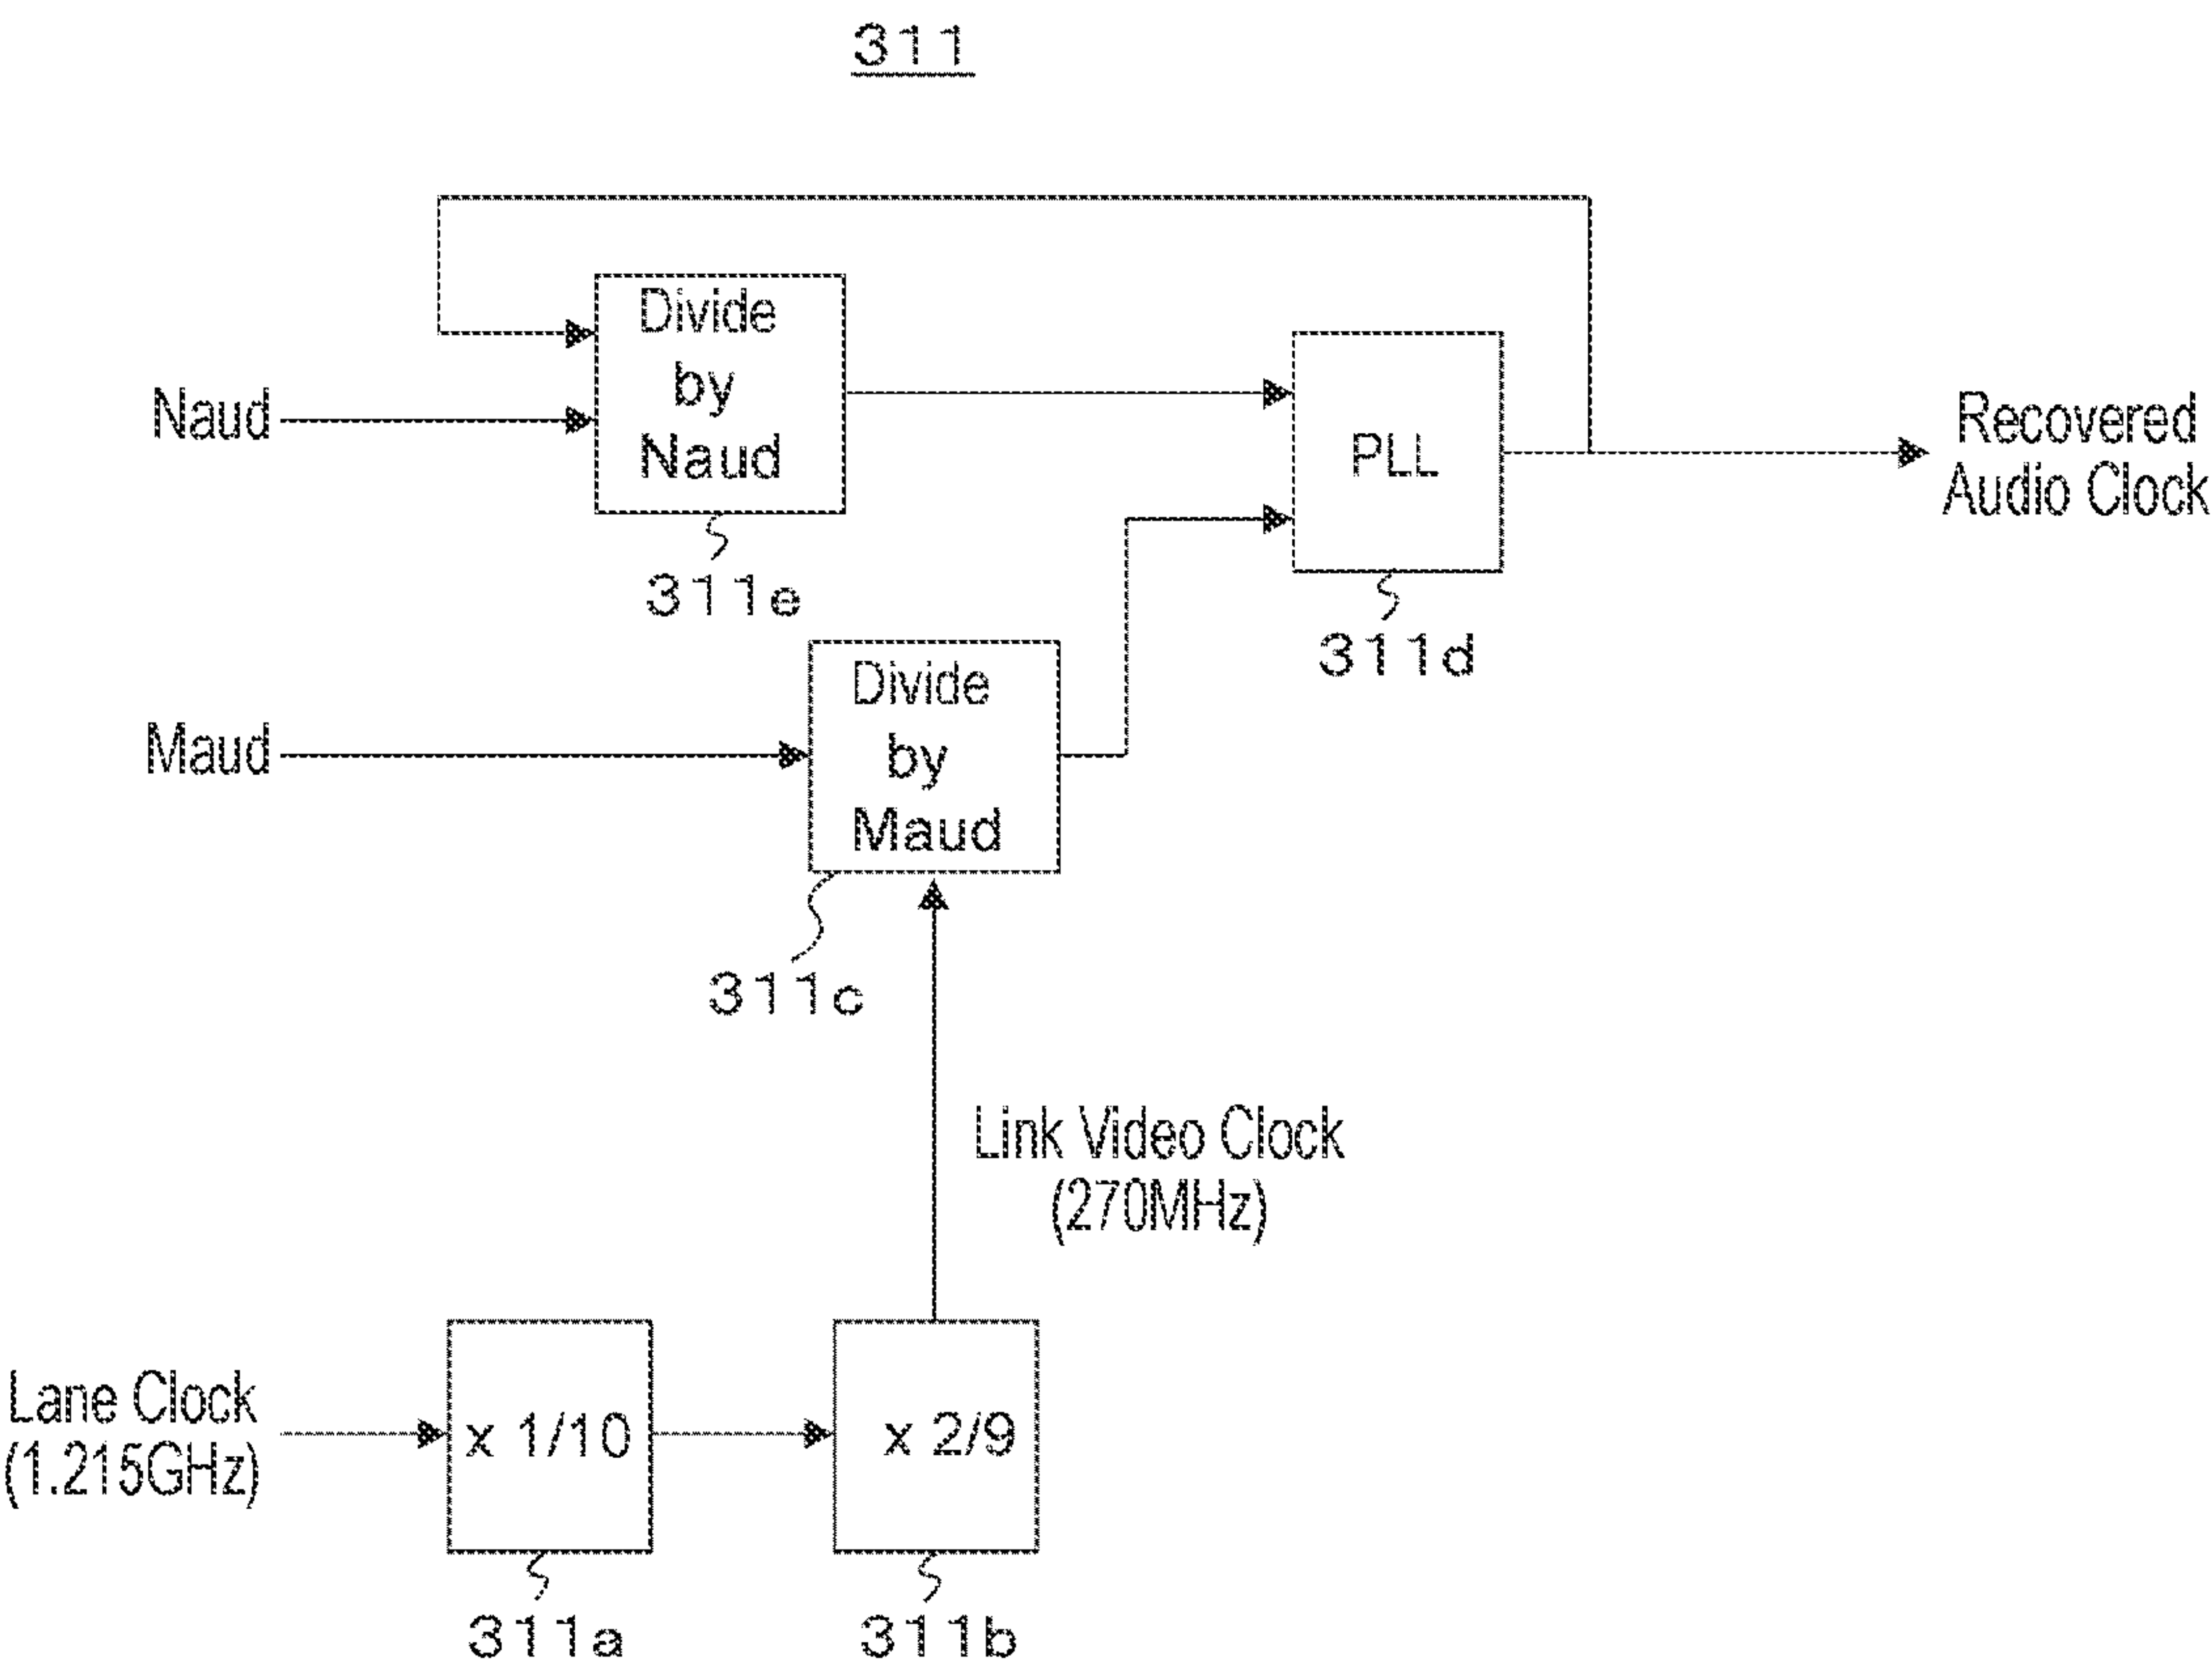 311
Divide
by
Naud
Naud
PLL
Recovered
Audio Clock
311e
311d
Maud
Divide
by
Maud
311c
Link Video Clock
(270MHz)
Lane Clock
(1.215GHz)
x 1/10
x 2/9
311a
311b